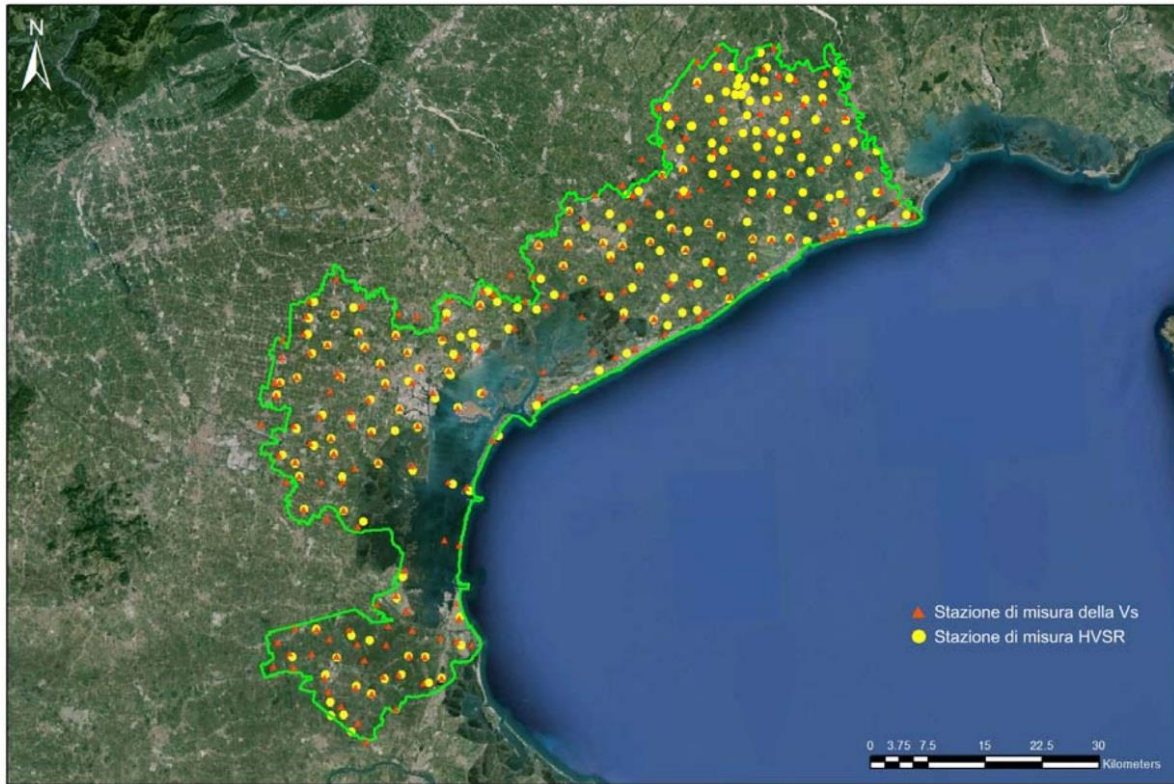 N
Stazione di misura della Vs
Stazione di misura HVSR
0 3.75 7.5 15 22.5 30
Kilometers